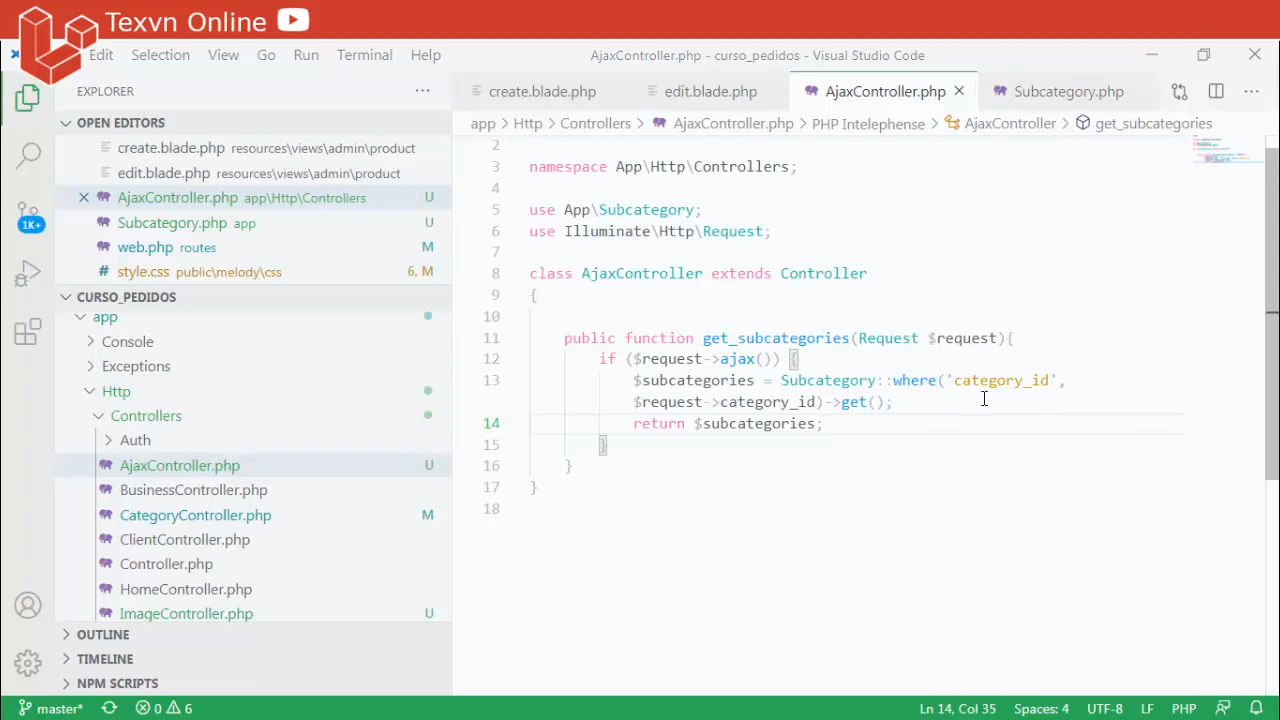 Texvn Online
Edit Selection View Go Run Terminal Help AjaxController.php - curso_pedidos - Visual Studio Code
EXPLORER
create.blade.php edit.blade.php AjaxController.php Subcategory.php
app > Http > Controllers > AjaxController.php > PHP Intelephense > AjaxController > get_subcategories
OPEN EDITORS
create.blade.php resources\views\admin\product
edit.blade.php resources\views\admin\product
AjaxController.php app\Http\Controllers U
Subcategory.php app U
1K+
web.php routes M
# style.css public\melody\css 6, M
CURSO_PEDIDOS
app
Console
Exceptions
Http
Controllers
Auth
AjaxController.php U
BusinessController.php
CategoryController.php M
ClientController.php
Controller.php
HomeController.php
ImageController.php U
OUTLINE
TIMELINE
NPM SCRIPTS
2
3 namespace App\Http\Controllers;
4
5 use App\Subcategory;
6 use Illuminate\Http\Request;
7
8 class AjaxController extends Controller
9 {
10
11 public function get_subcategories(Request $request){
12 if ($request->ajax()) {
13 $subcategories = Subcategory::where('category_id',
$request->category_id)->get();
14 return $subcategories;
15 }
16 }
17 }
18
master* 0 6 Ln 14, Col 35 Spaces: 4 UTF-8 LF PHP